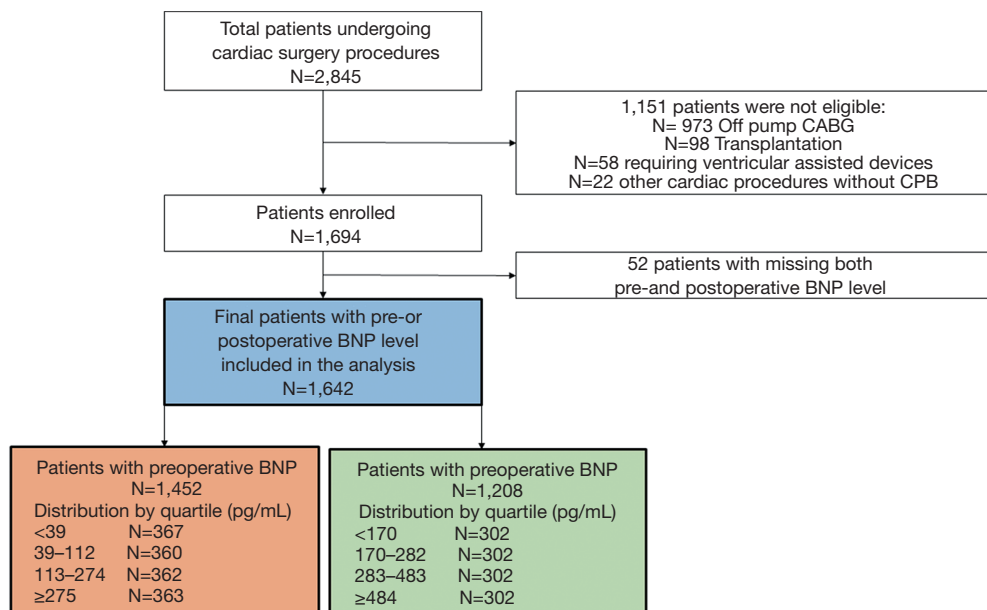 Total patients undergoing
cardiac surgery procedures
N=2,845
1,151 patients were not eligible:
N= 973 Off pump CABG
N=98 Transplantation
N=58 requiring ventricular assisted devices
N=22 other cardiac procedures without CPB
Patients enrolled
N=1,694
52 patients with missing both
pre-and postoperative BNP level
Final patients with pre-or
postoperative BNP level
included in the analysis
N=1,642
Patients with preoperative BNP
N=1,452
Distribution by quartile (pg/mL)
<39 N=367
39–112 N=360
113–274 N=362
≥275 N=363
Patients with preoperative BNP
N=1,208
Distribution by quartile (pg/mL)
<170 N=302
170–282 N=302
283–483 N=302
≥484 N=302